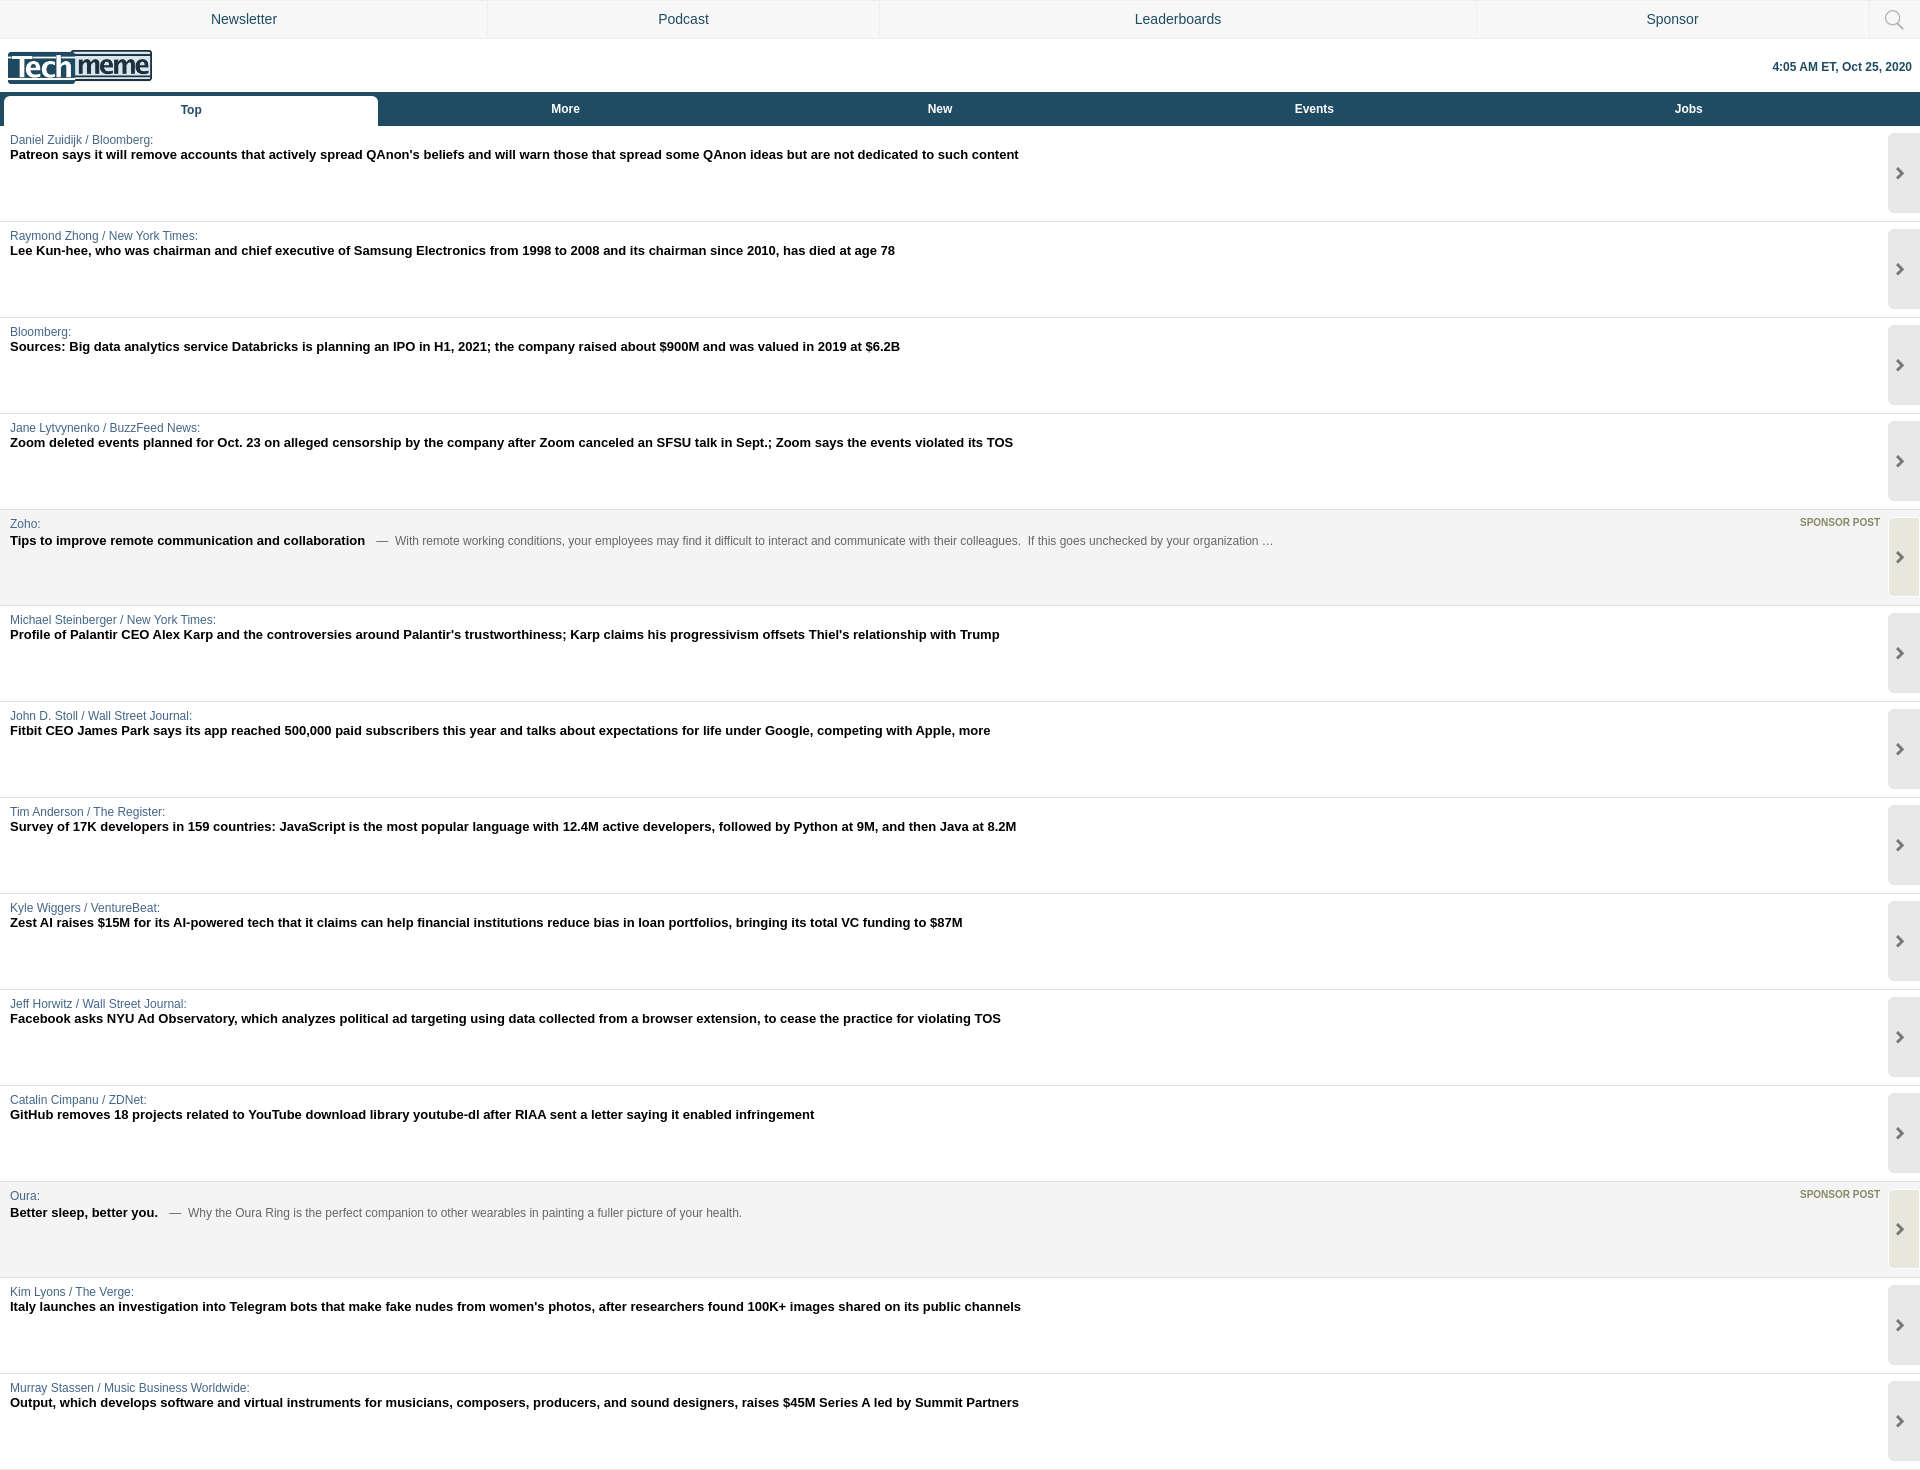 Newsletter
Podcast
Leaderboards
Sponsor
Techmeme
4:05 AM ET, Oct 25, 2020
Top
More
New
Events
Jobs
Daniel Zuidijk / Bloomberg:
Patreon says it will remove accounts that actively spread QAnon's beliefs and will warn those that spread some QAnon ideas but are not dedicated to such content
Raymond Zhong / New York Times:
Lee Kun-hee, who was chairman and chief executive of Samsung Electronics from 1998 to 2008 and its chairman since 2010, has died at age 78
Bloomberg:
Sources: Big data analytics service Databricks is planning an IPO in H1, 2021; the company raised about $900M and was valued in 2019 at $6.2B
Jane Lytvynenko / BuzzFeed News:
Zoom deleted events planned for Oct. 23 on alleged censorship by the company after Zoom canceled an SFSU talk in Sept.; Zoom says the events violated its TOS
Zoho:
SPONSOR POST
Tips to improve remote communication and collaboration — With remote working conditions, your employees may find it difficult to interact and communicate with their colleagues. If this goes unchecked by your organization …
Michael Steinberger / New York Times:
Profile of Palantir CEO Alex Karp and the controversies around Palantir's trustworthiness; Karp claims his progressivism offsets Thiel's relationship with Trump
John D. Stoll / Wall Street Journal:
Fitbit CEO James Park says its app reached 500,000 paid subscribers this year and talks about expectations for life under Google, competing with Apple, more
Tim Anderson / The Register:
Survey of 17K developers in 159 countries: JavaScript is the most popular language with 12.4M active developers, followed by Python at 9M, and then Java at 8.2M
Kyle Wiggers / VentureBeat:
Zest AI raises $15M for its AI-powered tech that it claims can help financial institutions reduce bias in loan portfolios, bringing its total VC funding to $87M
Jeff Horwitz / Wall Street Journal:
Facebook asks NYU Ad Observatory, which analyzes political ad targeting using data collected from a browser extension, to cease the practice for violating TOS
Catalin Cimpanu / ZDNet:
GitHub removes 18 projects related to YouTube download library youtube-dl after RIAA sent a letter saying it enabled infringement
Oura:
SPONSOR POST
Better sleep, better you. — Why the Oura Ring is the perfect companion to other wearables in painting a fuller picture of your health.
Kim Lyons / The Verge:
Italy launches an investigation into Telegram bots that make fake nudes from women's photos, after researchers found 100K+ images shared on its public channels
Murray Stassen / Music Business Worldwide:
Output, which develops software and virtual instruments for musicians, composers, producers, and sound designers, raises $45M Series A led by Summit Partners